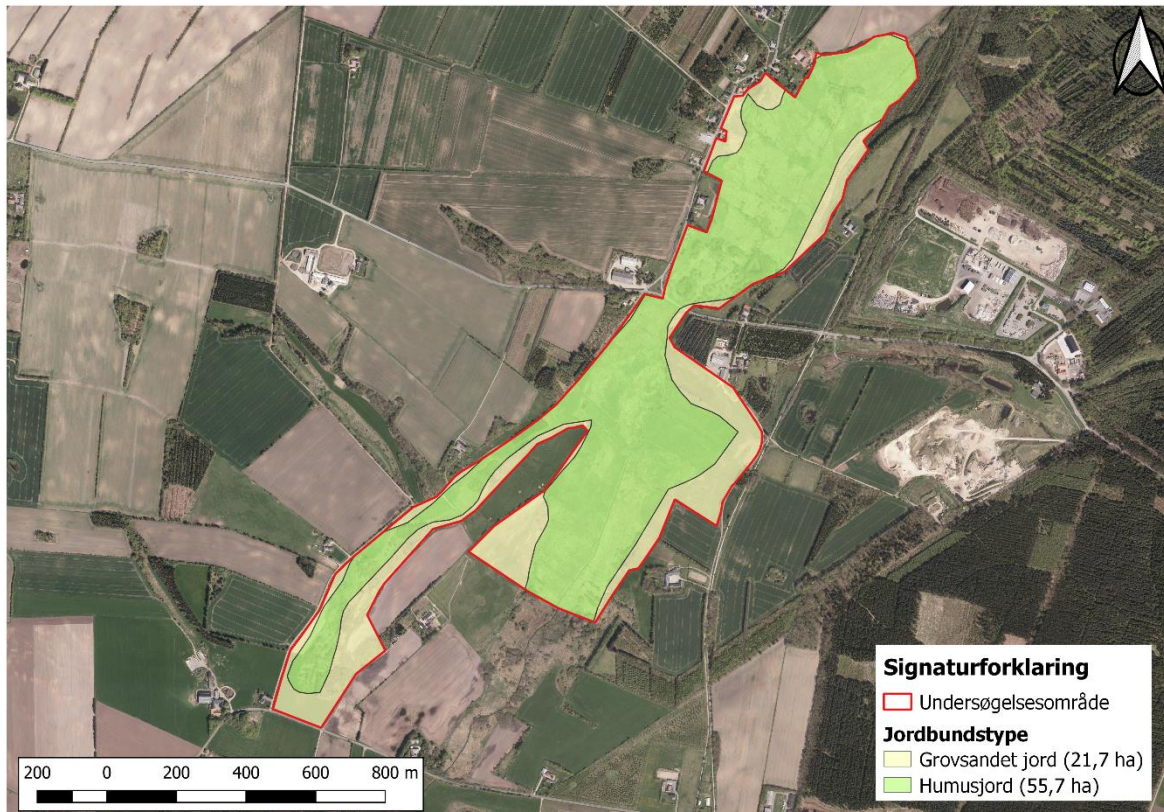 Signaturforklaring
Undersøgelsesområde
Jordbundstype
Grovsandet jord (21,7 ha)
Humusjord (55,7 ha)
200 0 200 400 600 800 m